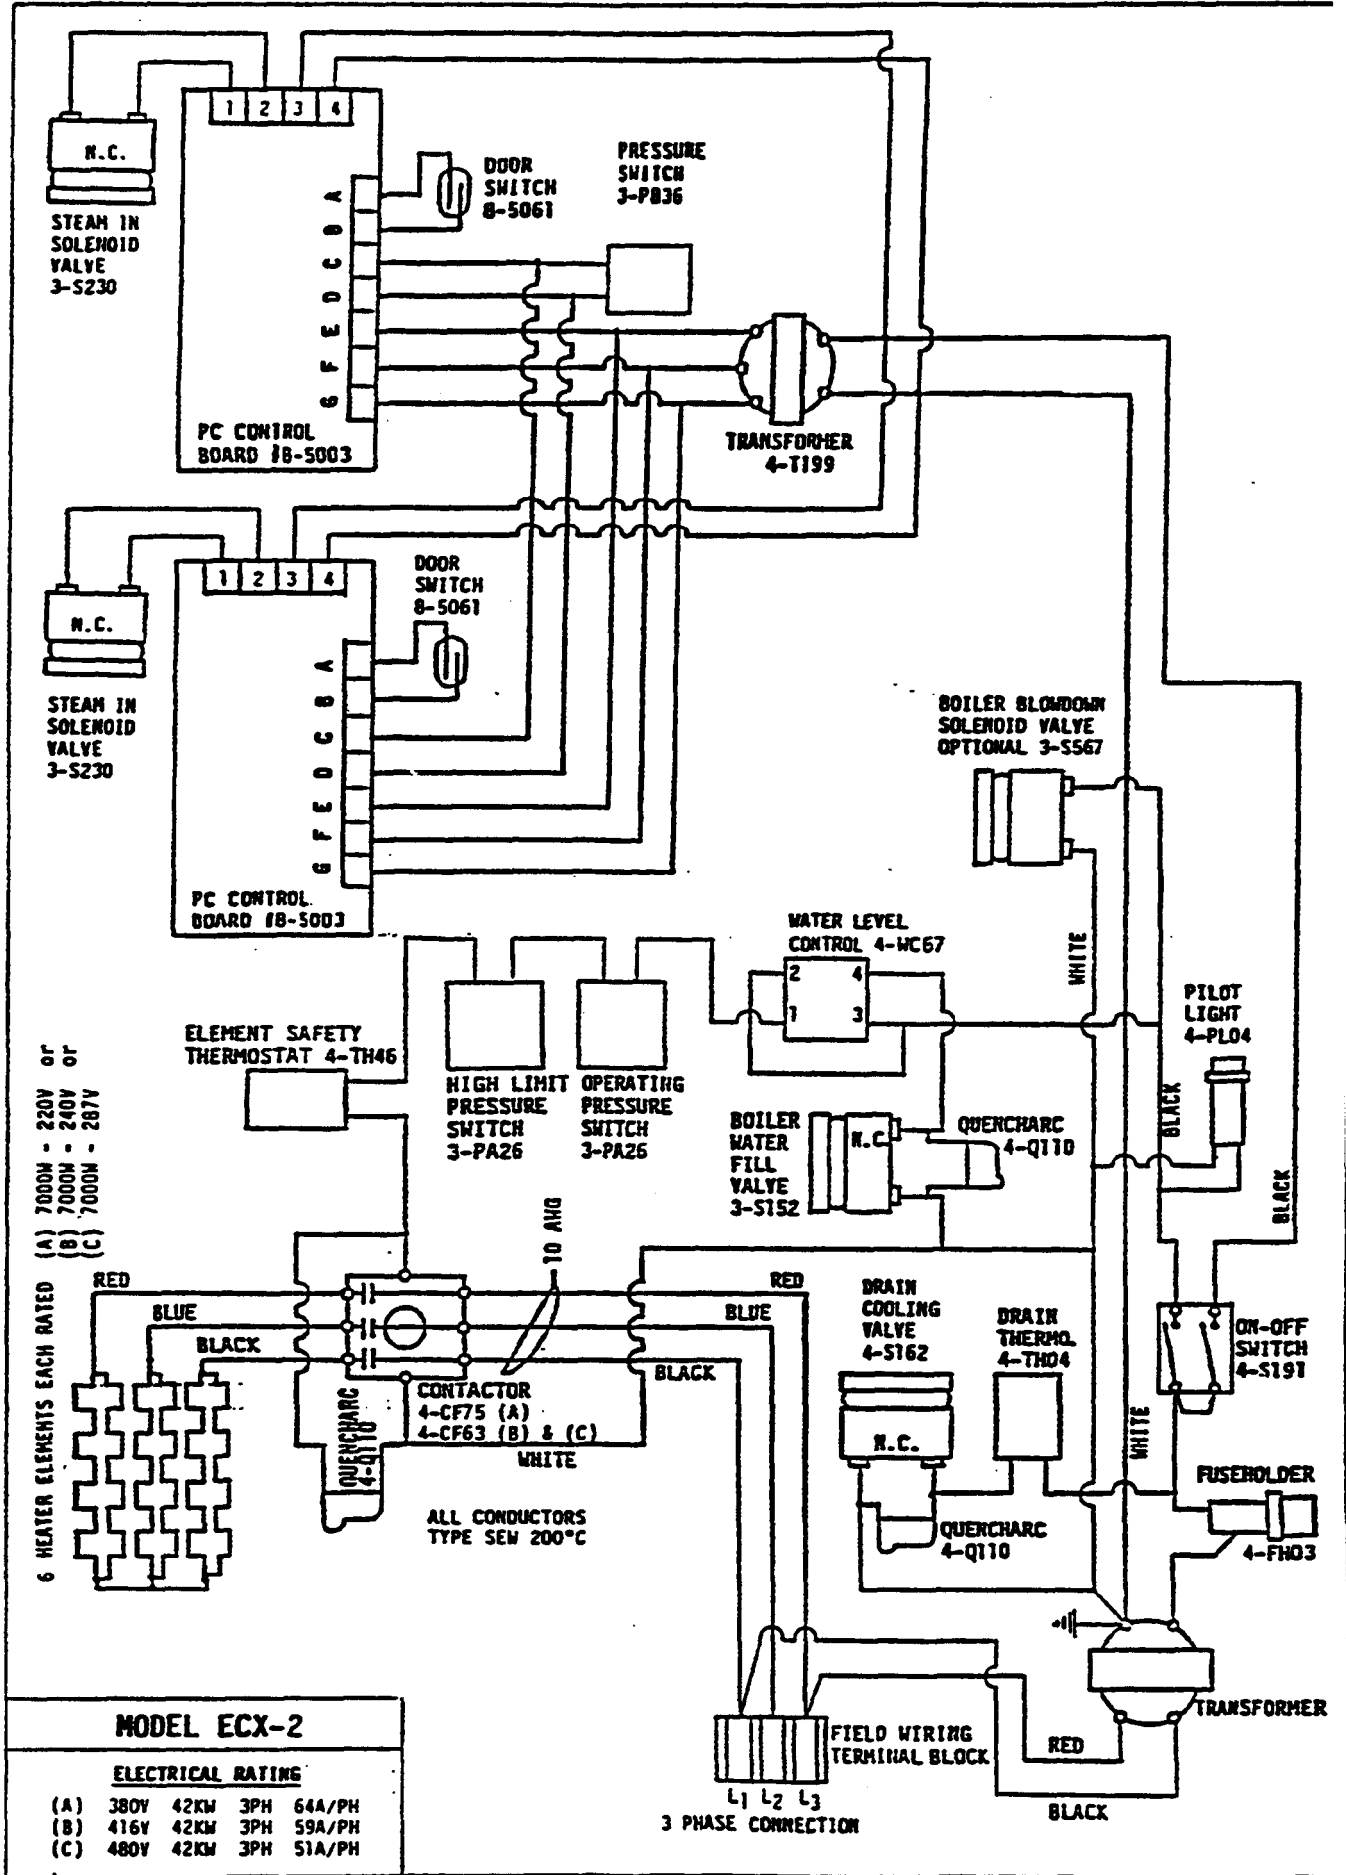 1 2 3 4
N.C.
STEAM IN
SOLENOID
VALVE
3-S230
A
B
C
D
E
F
G
DOOR
SWITCH
8-5061
PRESSURE
SWITCH
3-PB36
PC CONTROL
BOARD #8-5003
TRANSFORMER
4-T199
1 2 3 4
N.C.
STEAM IN
SOLENOID
VALVE
3-S230
DOOR
SWITCH
8-5061
A
B
C
D
E
F
G
PC CONTROL
BOARD #8-5003
BOILER BLOWDOWN
SOLENOID VALVE
OPTIONAL 3-S567
WATER LEVEL
CONTROL 4-WC67
2 4
1 3
WHITE
PILOT
LIGHT
4-PL04
ELEMENT SAFETY
THERMOSTAT 4-TH46
HIGH LIMIT
PRESSURE
SWITCH
3-PA26
OPERATING
PRESSURE
SWITCH
3-PA26
BOILER
WATER
FILL
VALVE
3-S152
N.C
QUENCHARC
4-Q110
BLACK
BLACK
6 HEATER ELEMENTS EACH RATED (A) 7000W - 220V or
(B) 7000W - 240V or
(C) 7000W - 287V
TO AWG
RED
BLUE
BLACK
RED
BLUE
BLACK
CONTACTOR
4-CF75 (A)
4-CF63 (B) & (C)
QUENCHARC
4-Q110
WHITE
ALL CONDUCTORS
TYPE SEW 200°C
DRAIN
COOLING
VALVE
4-S162
N.C.
DRAIN
THERMO.
4-TH04
ON-OFF
SWITCH
4-S191
WHITE
QUENCHARC
4-Q110
FUSEHOLDER
4-FH03
TRANSFORMER
FIELD WIRING
TERMINAL BLOCK
RED
BLACK
L1 L2 L3
3 PHASE CONNECTION
MODEL ECX-2
ELECTRICAL RATING
(A) 380V 42KW 3PH 64A/PH
(B) 416V 42KW 3PH 59A/PH
(C) 480V 42KW 3PH 51A/PH